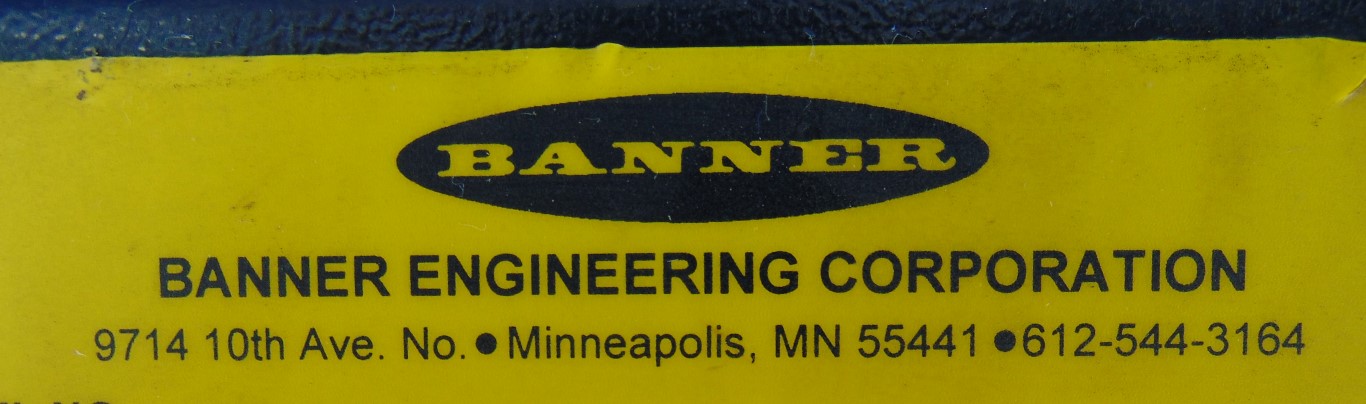 BANNER
BANNER ENGINEERING CORPORATION
9714 10th Ave. No. ● Minneapolis, MN 55441 ● 612-544-3164